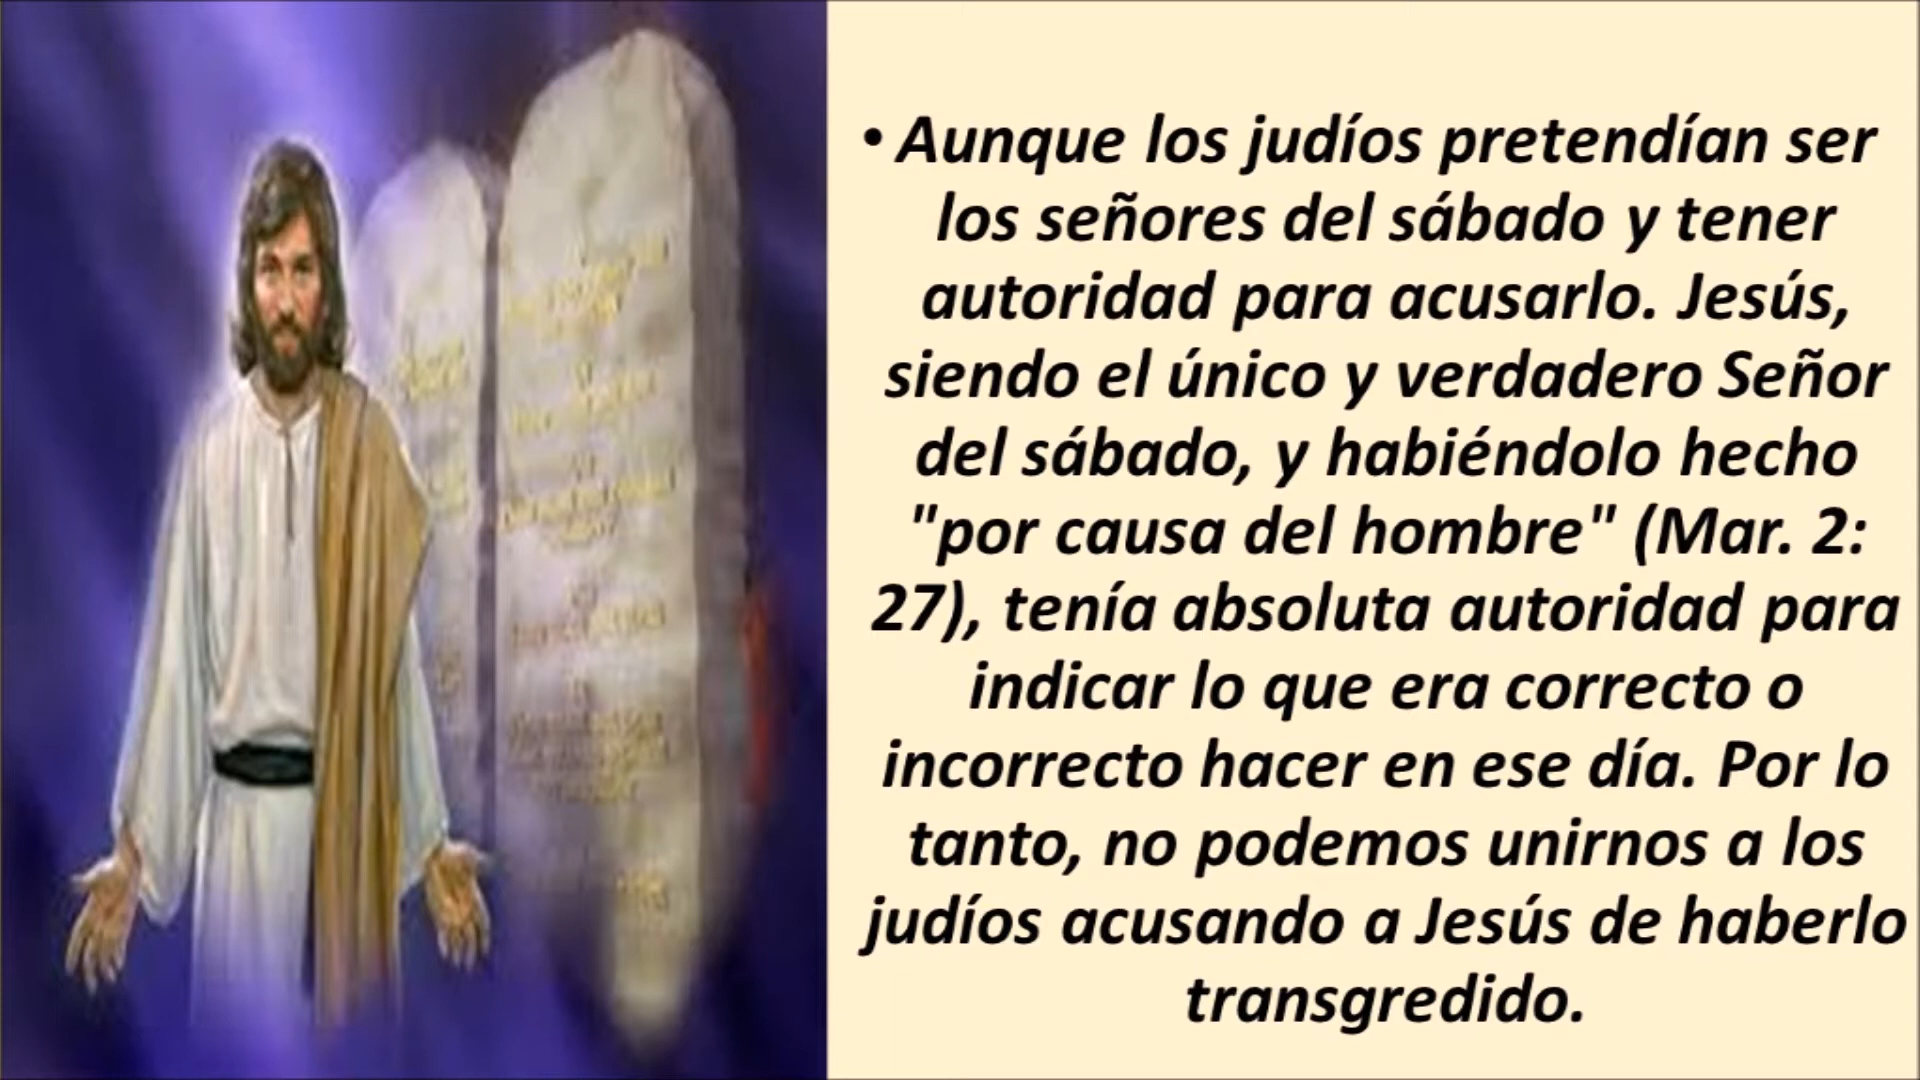 • Aunque los judíos pretendían ser
los señores del sábado y tener
autoridad para acusarlo. Jesús,
siendo el único y verdadero Señor
del sábado, y habiéndolo hecho
"por causa del hombre" (Mar. 2:
27), tenía absoluta autoridad para
indicar lo que era correcto o
incorrecto hacer en ese día. Por lo
tanto, no podemos unirnos a los
judíos acusando a Jesús de haberlo
transgredido.